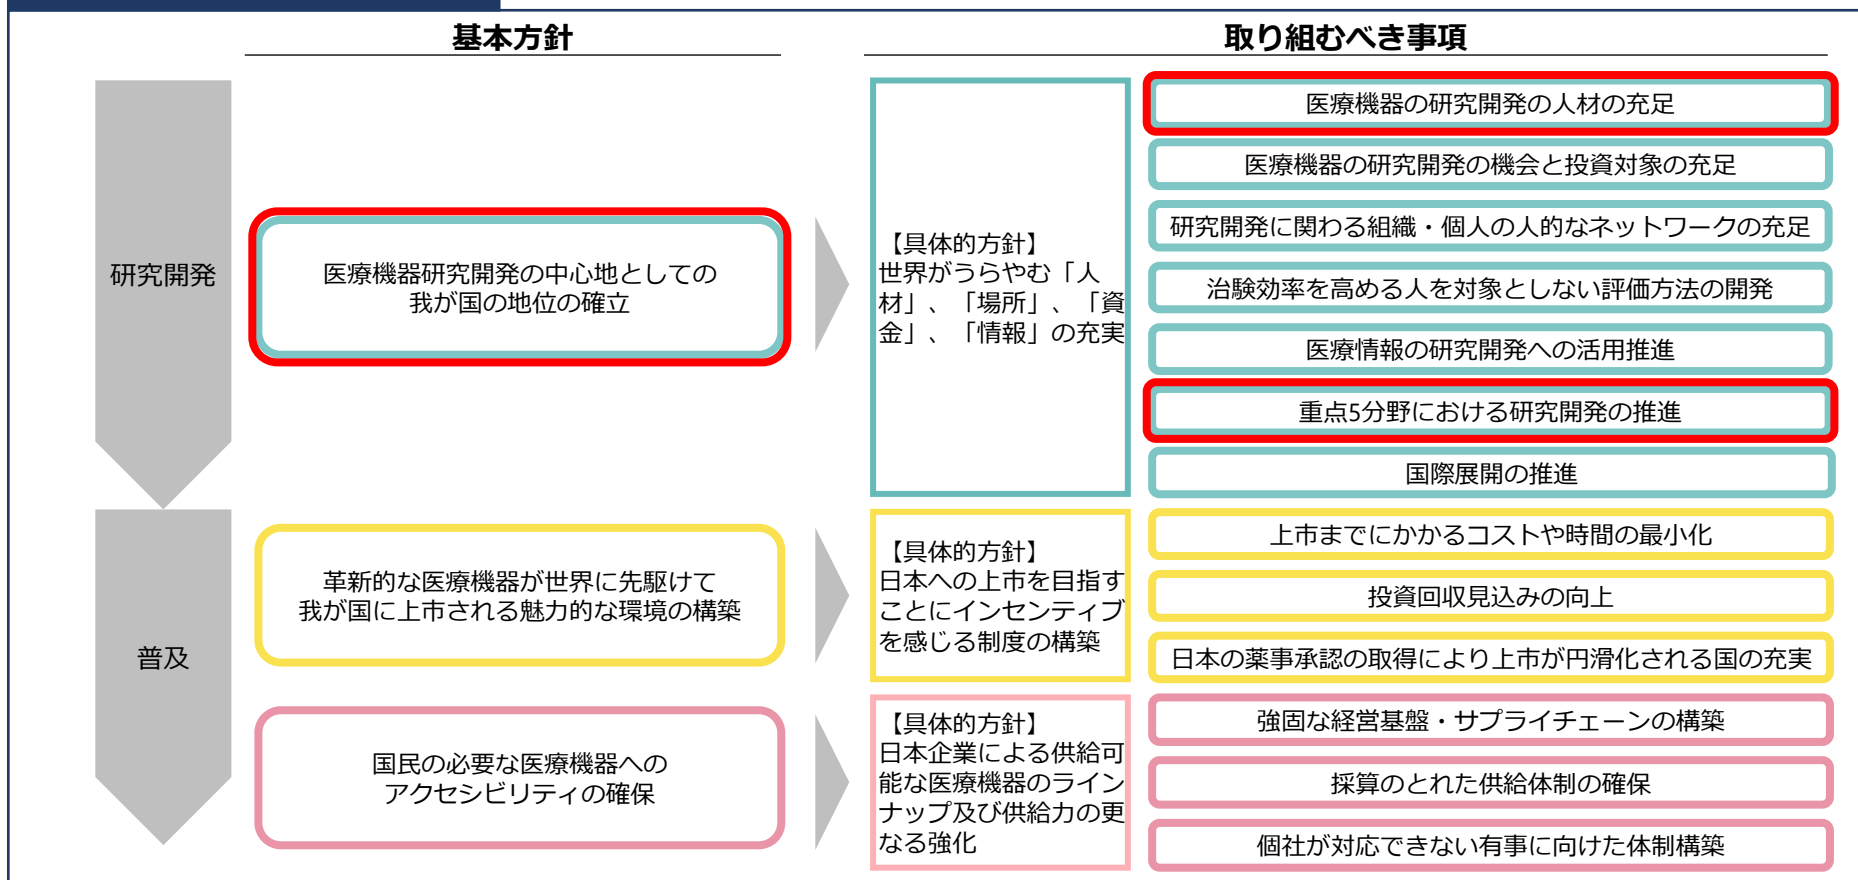 基本方針
取り組むべき事項
研究開発
医療機器研究開発の中心地としての
我が国の地位の確立
【具体的方針】
世界がうらやむ「人
材」、「場所」、「資
金」、「情報」の充実
医療機器の研究開発の人材の充足
医療機器の研究開発の機会と投資対象の充足
研究開発に関わる組織・個人の人的なネットワークの充足
治験効率を高める人を対象としない評価方法の開発
医療情報の研究開発への活用推進
重点5分野における研究開発の推進
国際展開の推進
普及
革新的な医療機器が世界に先駆けて
我が国に上市される魅力的な環境の構築
【具体的方針】
日本への上市を目指す
ことにインセンティブ
を感じる制度の構築
上市までにかかるコストや時間の最小化
投資回収見込みの向上
日本の薬事承認の取得により上市が円滑化される国の充実
国民の必要な医療機器への
アクセシビリティの確保
【具体的方針】
日本企業による供給可
能な医療機器のライン
ナップ及び供給力の更
なる強化
強固な経営基盤・サプライチェーンの構築
採算のとれた供給体制の確保
個社が対応できない有事に向けた体制構築